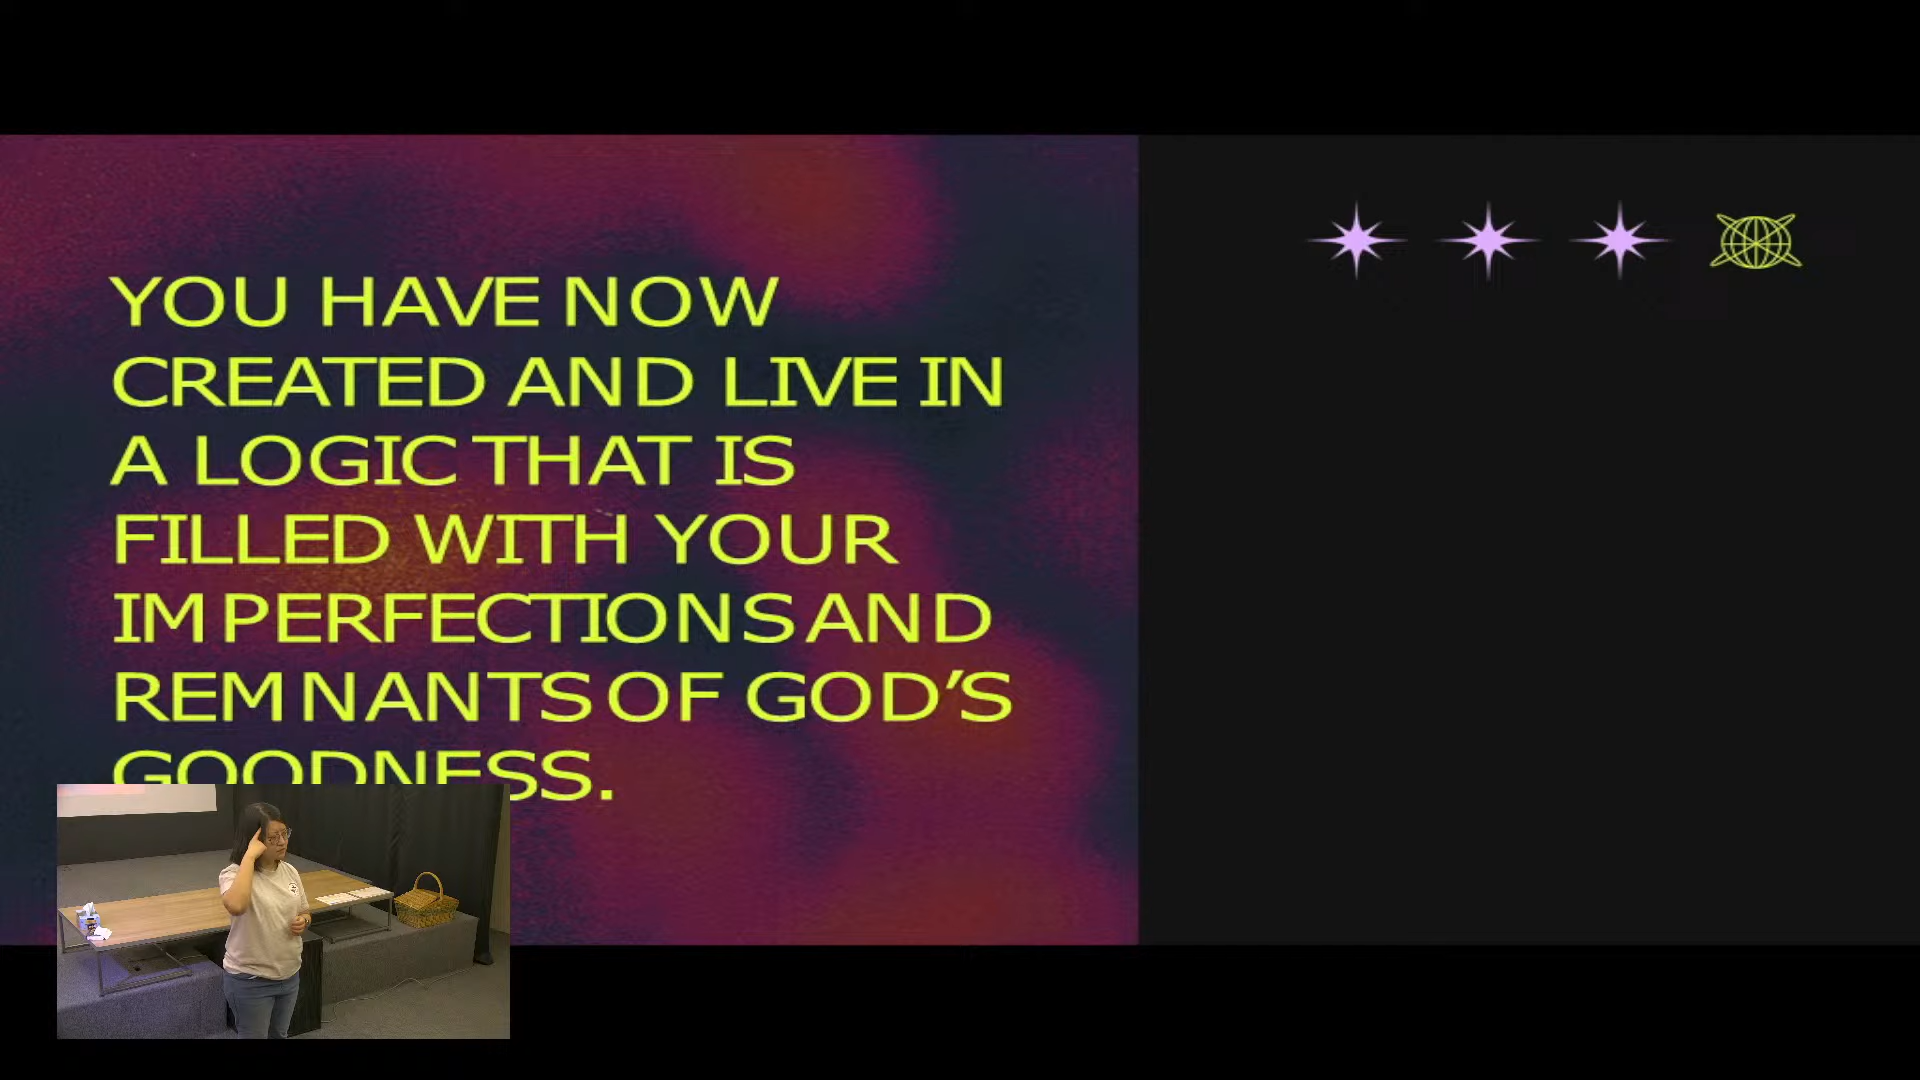 YOU HAVE NOW
CREATED AND LIVE IN
A LOGIC THAT IS
FILLED WITH YOUR
IMPERFECTIONS AND
REMNANTS OF GOD'S
GOODNESS.